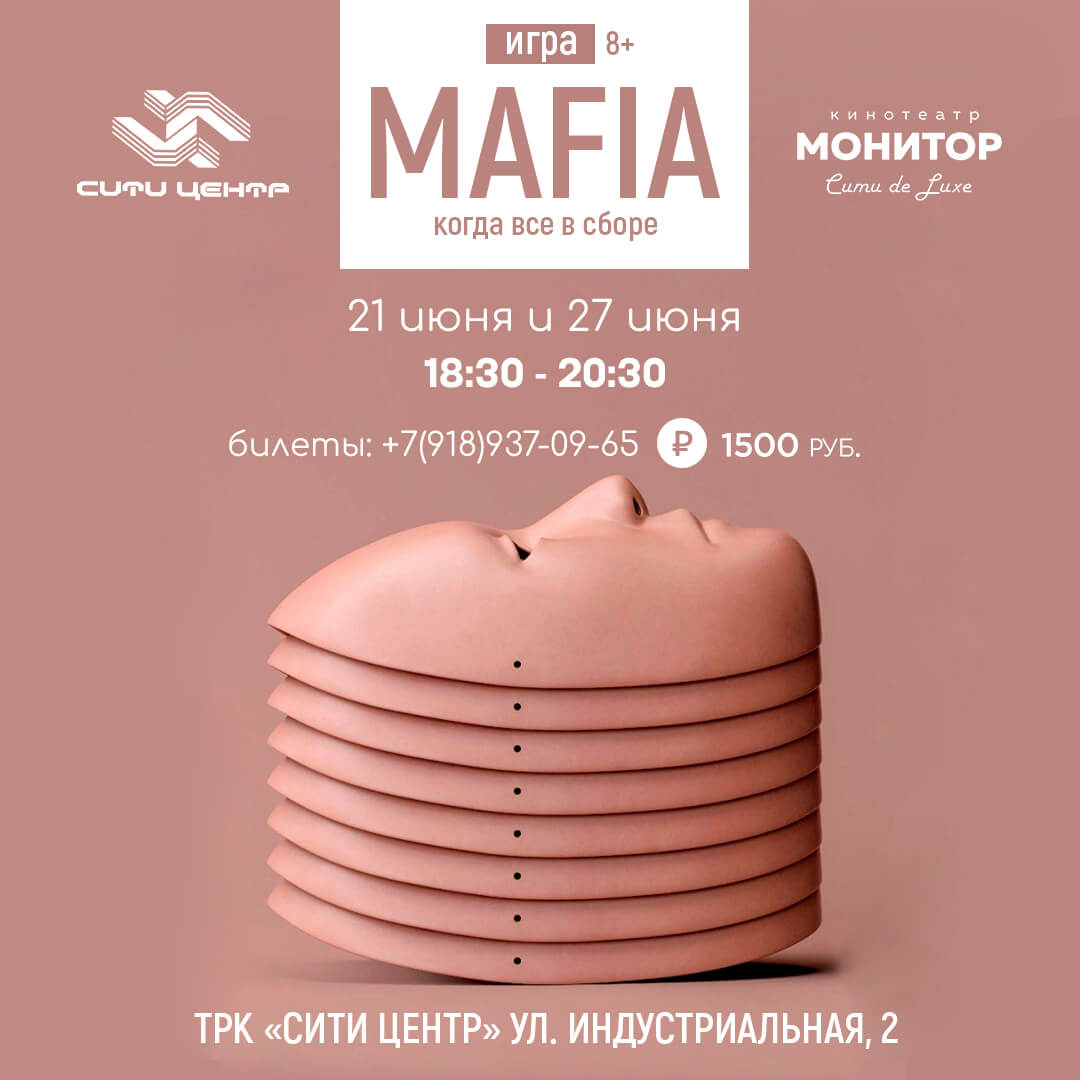 игра 8+
MAFIA
когда все в сборе
СИТИ ЦЕНТР
кинотеатр
МОНИТОР
Сити de Luxe
21 июня и 27 июня
18:30 - 20:30
билеты: +7(918)937-09-65 ₽ 1500 РУБ.
ТРК «СИТИ ЦЕНТР» УЛ. ИНДУСТРИАЛЬНАЯ, 2